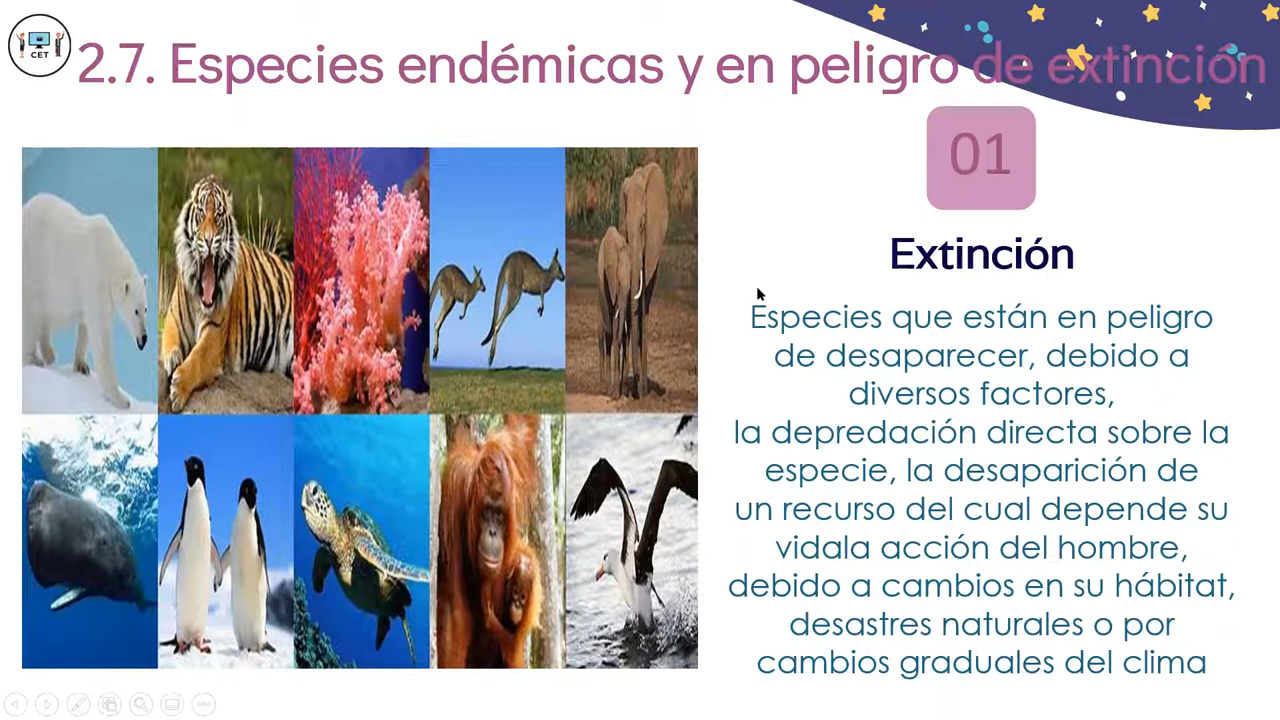 CET
2.7. Especies endémicas y en peligro de extinción
01
Extinción
Especies que están en peligro
de desaparecer, debido a
diversos factores,
la depredación directa sobre la
especie, la desaparición de
un recurso del cual depende su
vidala acción del hombre,
debido a cambios en su hábitat,
desastres naturales o por
cambios graduales del clima